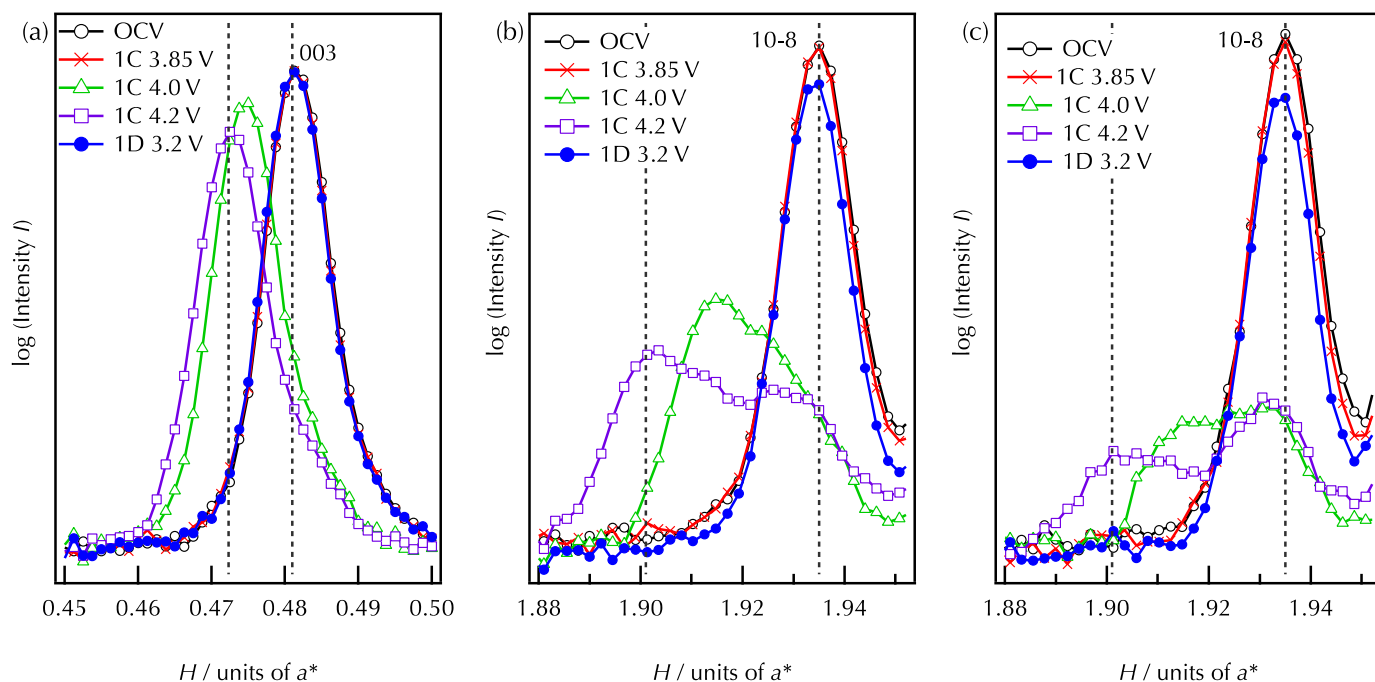 (a)
OCV
1C 3.85 V
1C 4.0 V
1C 4.2 V
1D 3.2 V
003
log (Intensity I)
0.45 0.46 0.47 0.48 0.49 0.50
H / units of a*
(b)
OCV
1C 3.85 V
1C 4.0 V
1C 4.2 V
1D 3.2 V
10-8
log (Intensity I)
1.88 1.90 1.92 1.94
H / units of a*
(c)
OCV
1C 3.85 V
1C 4.0 V
1C 4.2 V
1D 3.2 V
10-8
log (Intensity I)
1.88 1.90 1.92 1.94
H / units of a*